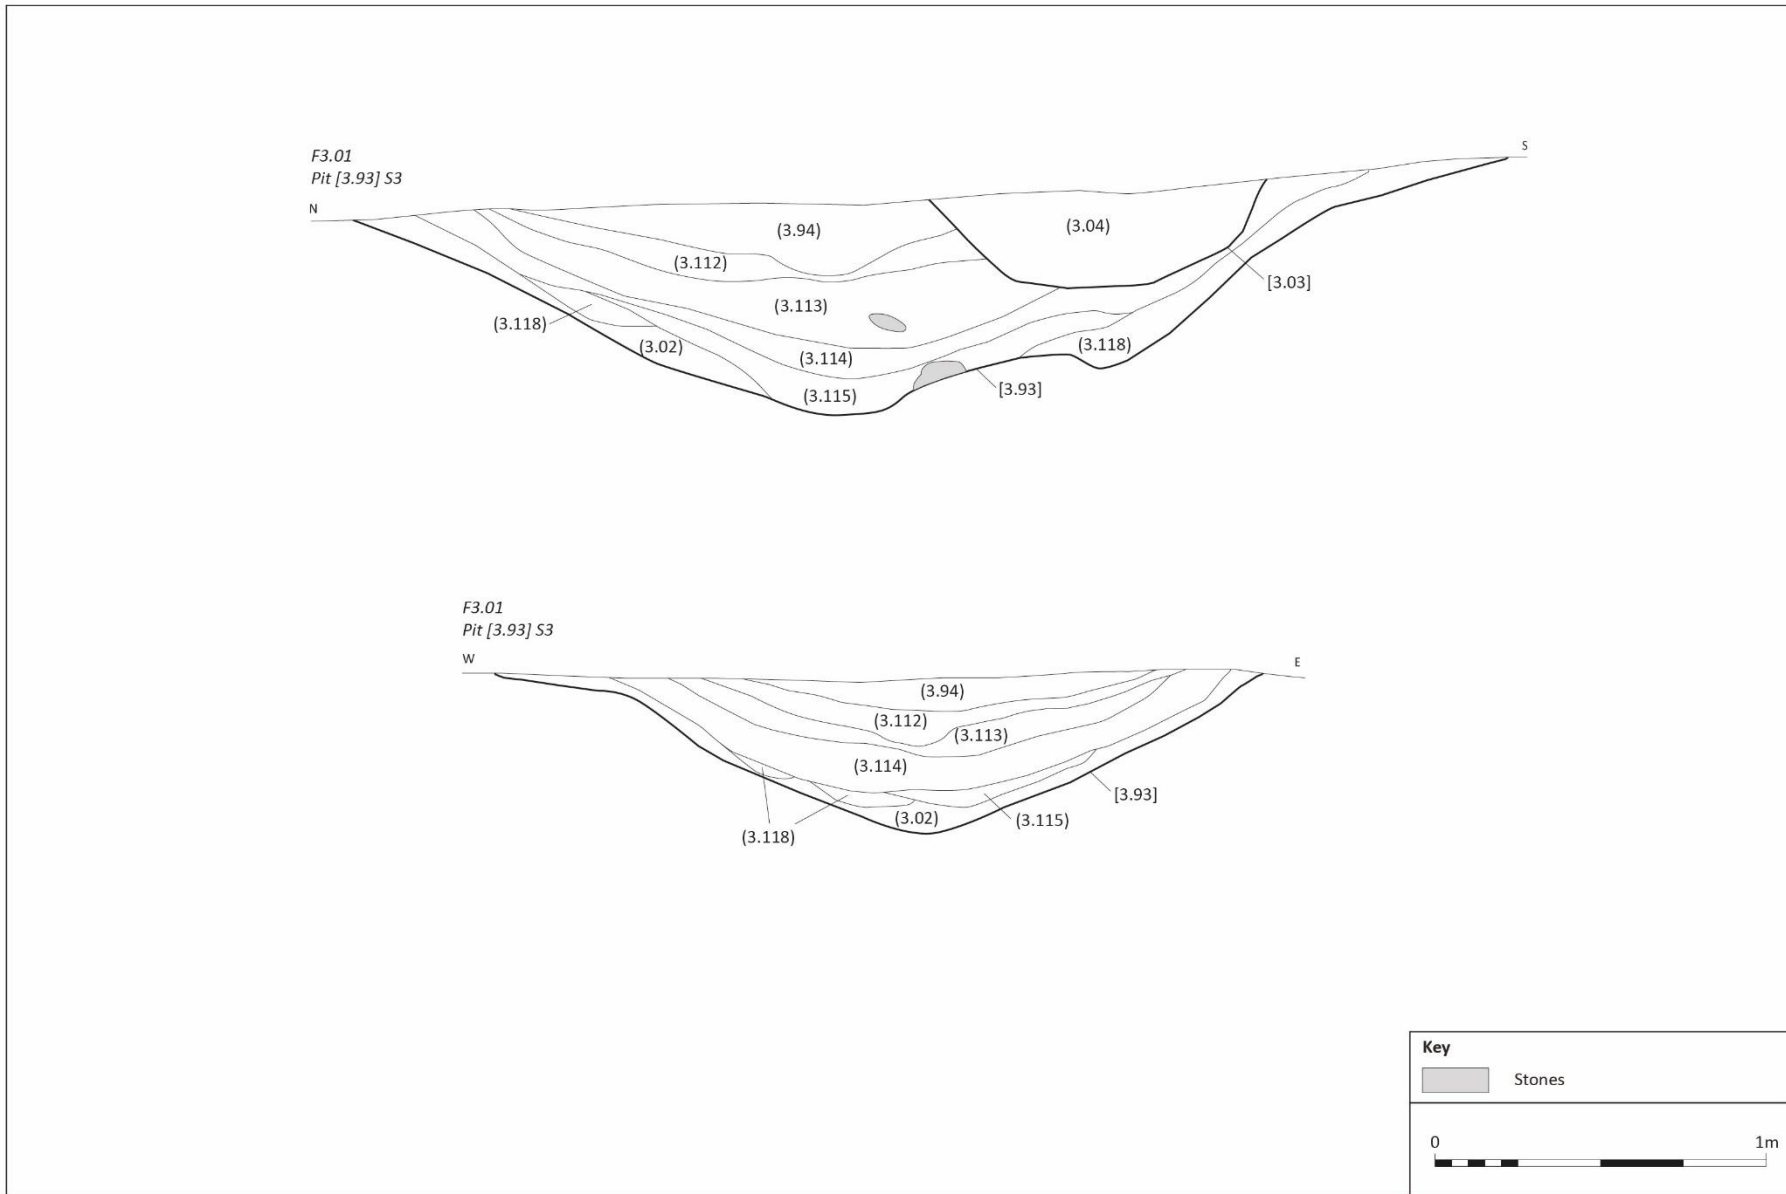 F3.01
Pit [3.93] S3
N
S
(3.94)
(3.04)
(3.112)
[3.03]
(3.113)
(3.118)
(3.02)
(3.114)
(3.118)
[3.93]
(3.115)
F3.01
Pit [3.93] S3
W
E
(3.94)
(3.112)
(3.113)
(3.114)
[3.93]
(3.02)
(3.115)
(3.118)
Key
Stones
0
1m